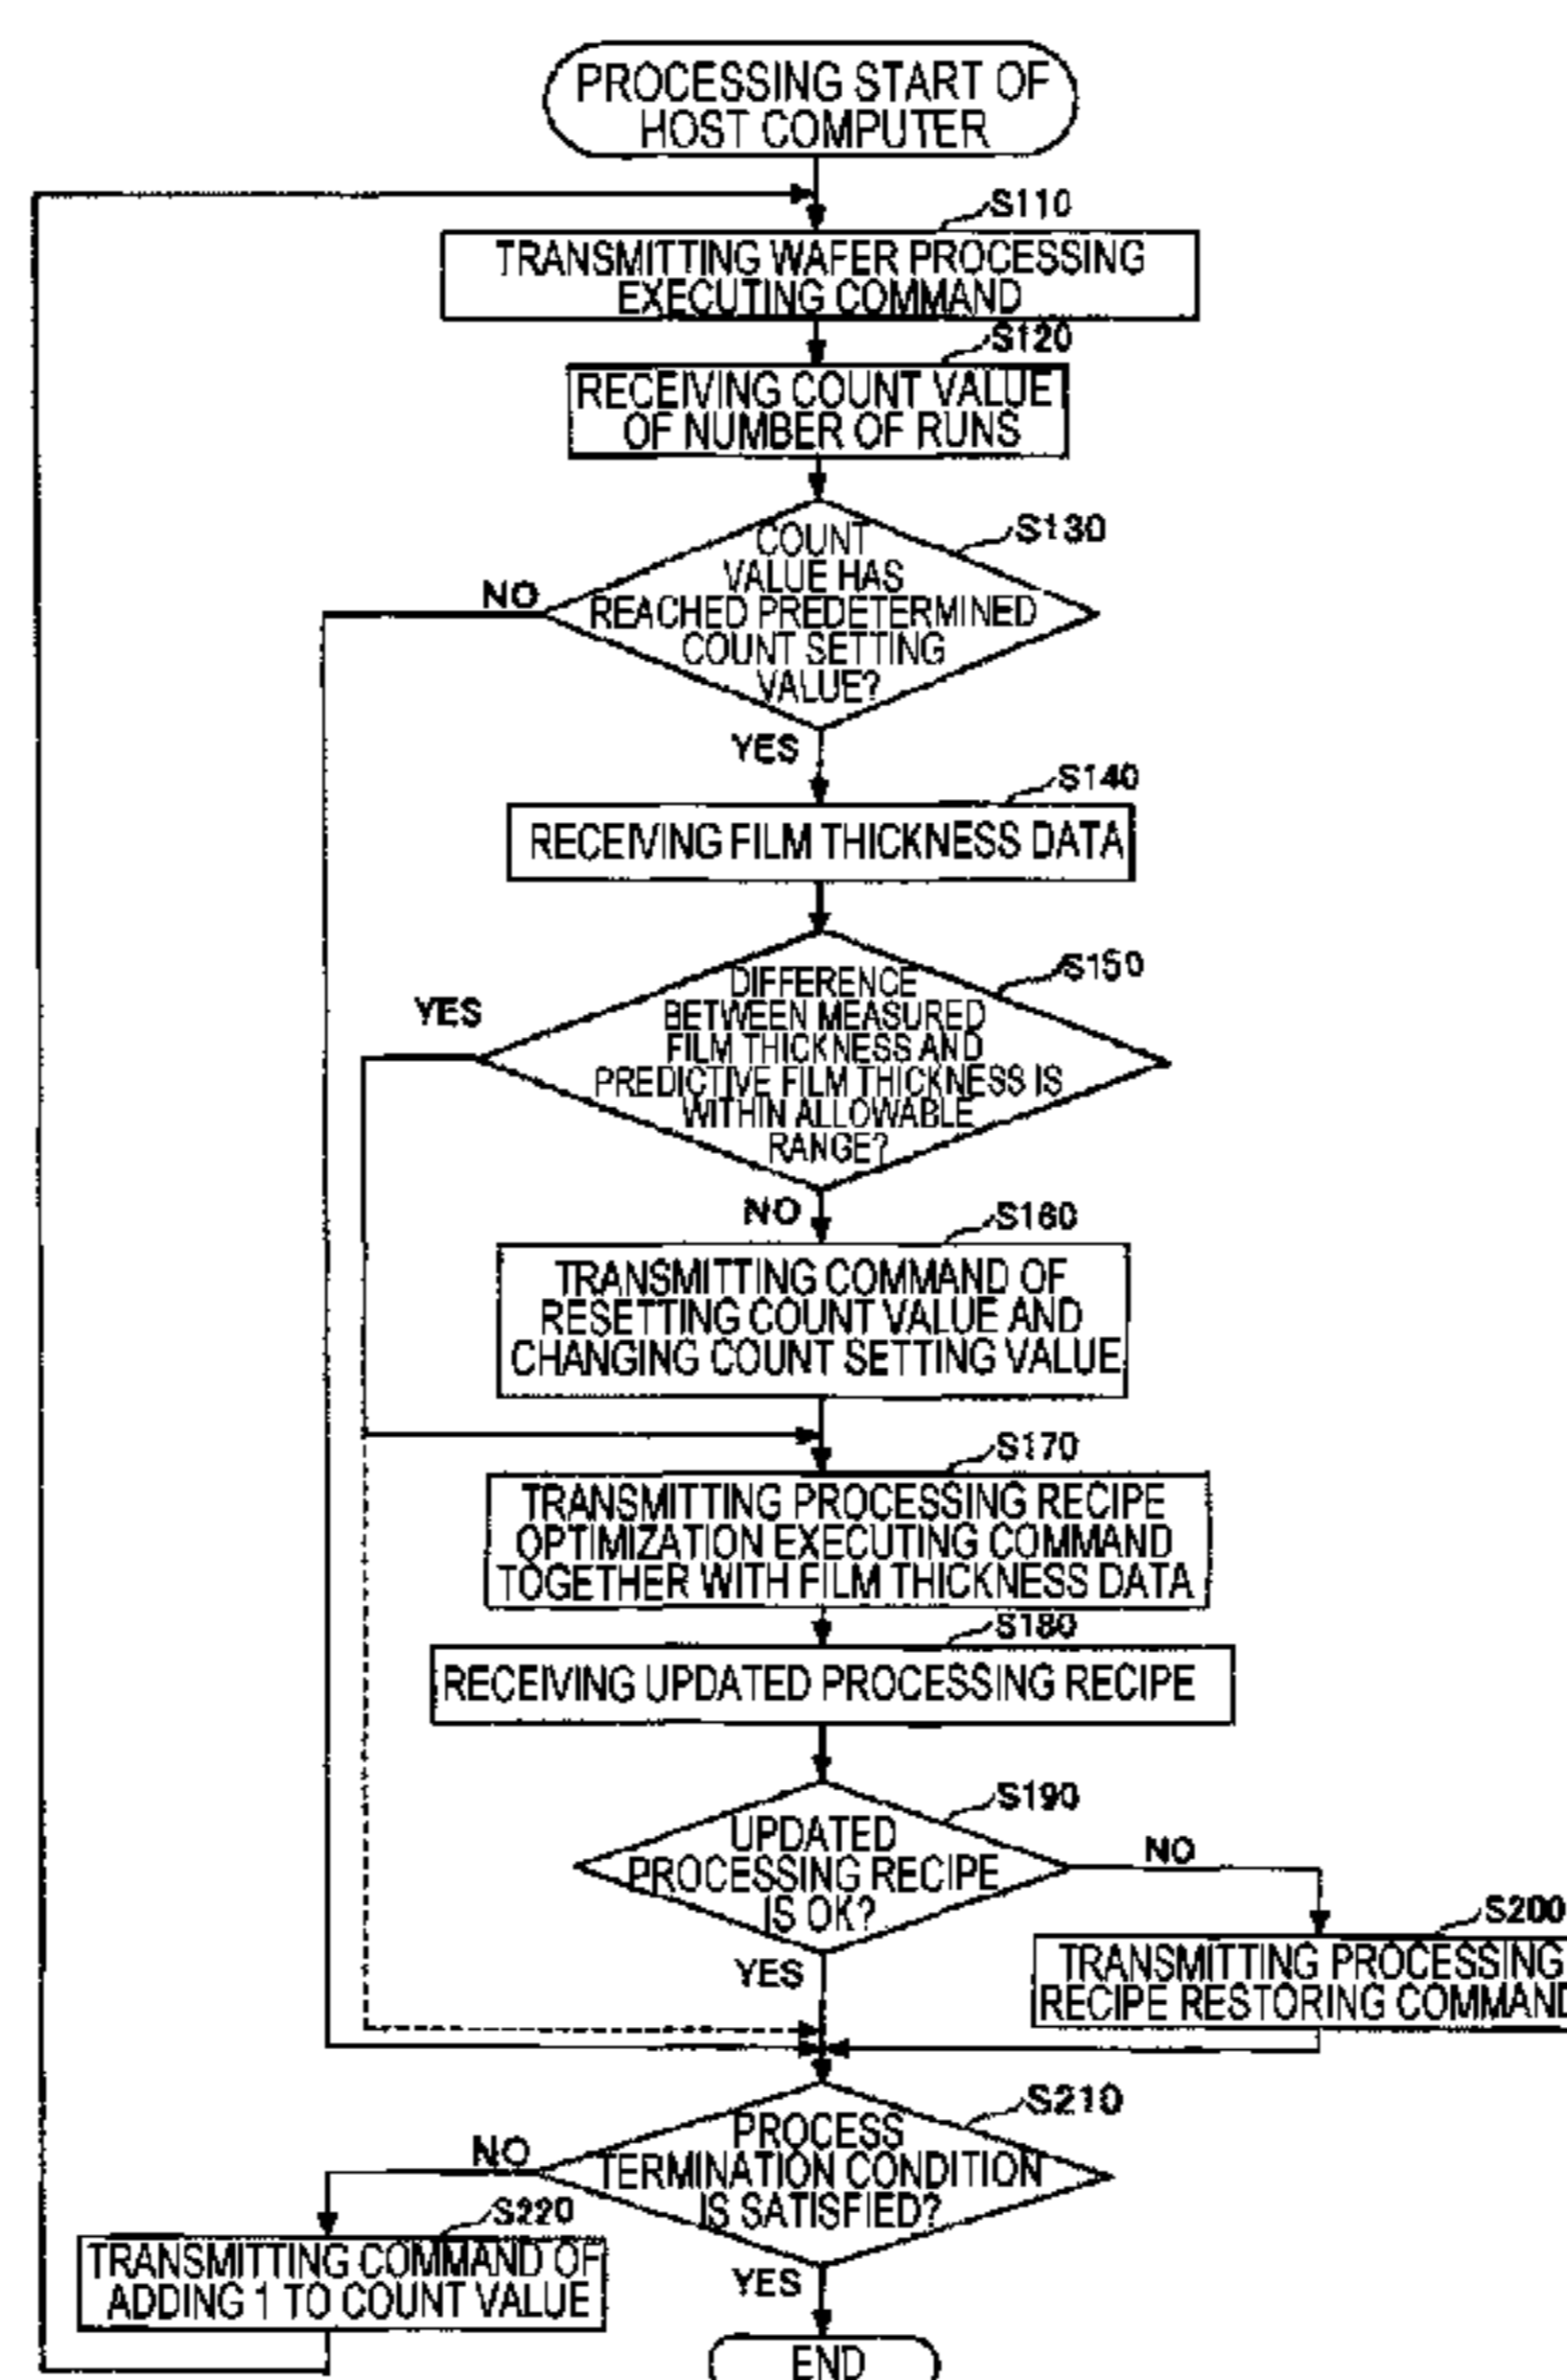 PROCESSING START OF
HOST COMPUTER
S110
TRANSMITTING WAFER PROCESSING
EXECUTING COMMAND
S120
RECEIVING COUNT VALUE
OF NUMBER OF RUNS
S130
COUNT
VALUE HAS
REACHED PREDETERMINED
COUNT SETTING
VALUE?
NO
YES
S140
RECEIVING FILM THICKNESS DATA
S150
DIFFERENCE
BETWEEN MEASURED
FILM THICKNESS AND
PREDICTIVE FILM THICKNESS IS
WITHIN ALLOWABLE
RANGE?
YES
NO
S160
TRANSMITTING COMMAND OF
RESETTING COUNT VALUE AND
CHANGING COUNT SETTING VALUE
S170
TRANSMITTING PROCESSING RECIPE
OPTIMIZATION EXECUTING COMMAND
TOGETHER WITH FILM THICKNESS DATA
S180
RECEIVING UPDATED PROCESSING RECIPE
S190
UPDATED
PROCESSING RECIPE
IS OK?
NO
YES
S200
TRANSMITTING PROCESSING
RECIPE RESTORING COMMAND
S210
PROCESS
TERMINATION CONDITION
IS SATISFIED?
NO
S220
TRANSMITTING COMMAND OF
ADDING 1 TO COUNT VALUE
YES
END